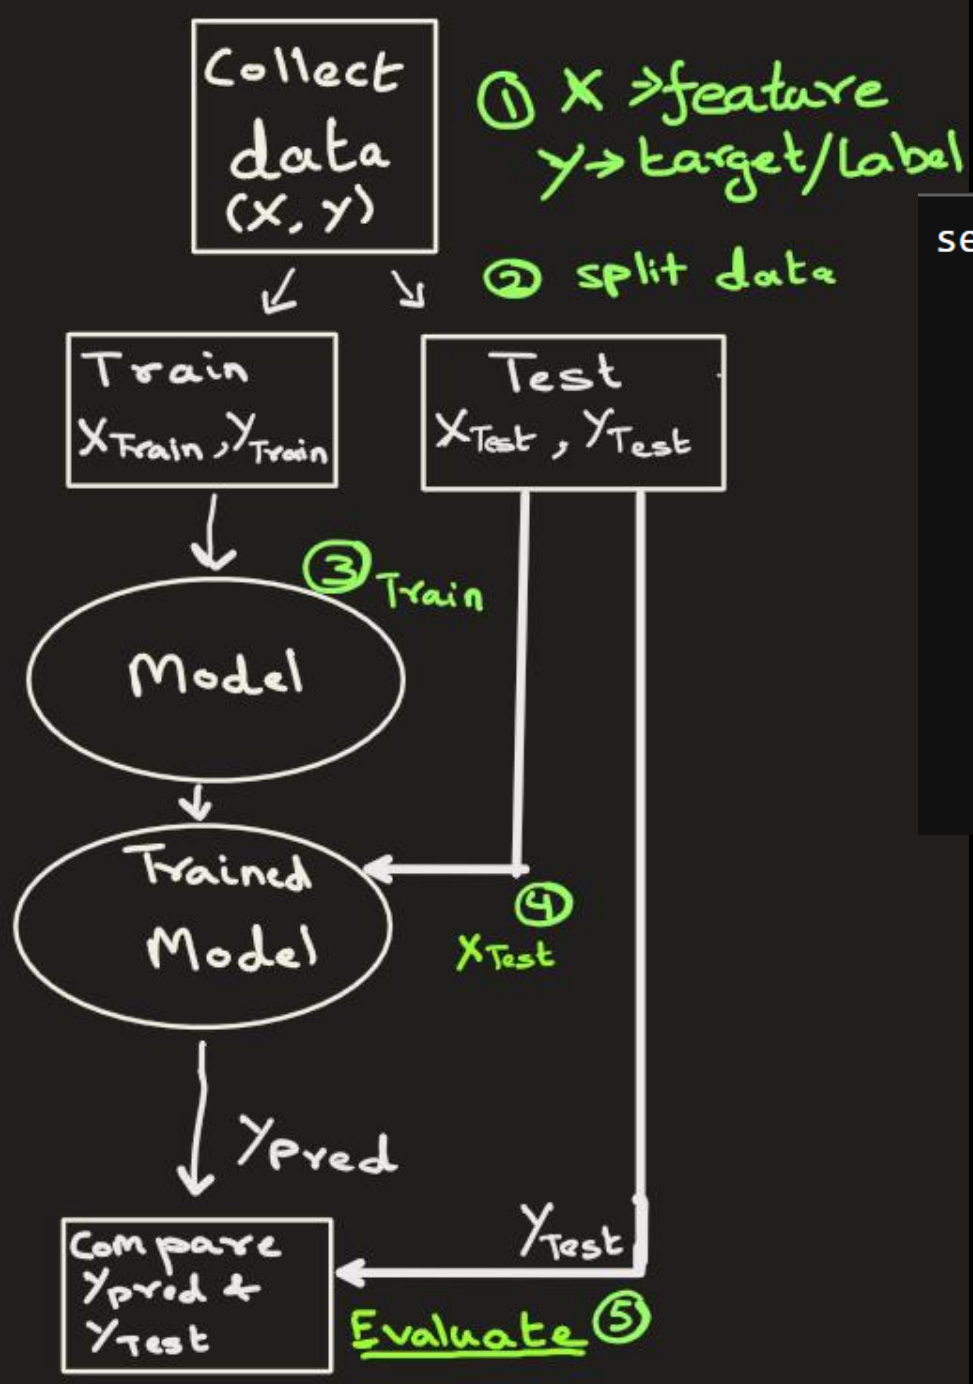 Collect
data
(X, Y)
① X → feature
Y → target/Label
② split data
Train
XTrain, YTrain
Test
XTest, YTest
③ Train
Model
Trained
Model
④
XTest
Ypred
YTest
Compare
Ypred &
YTest
Evaluate ⑤
se